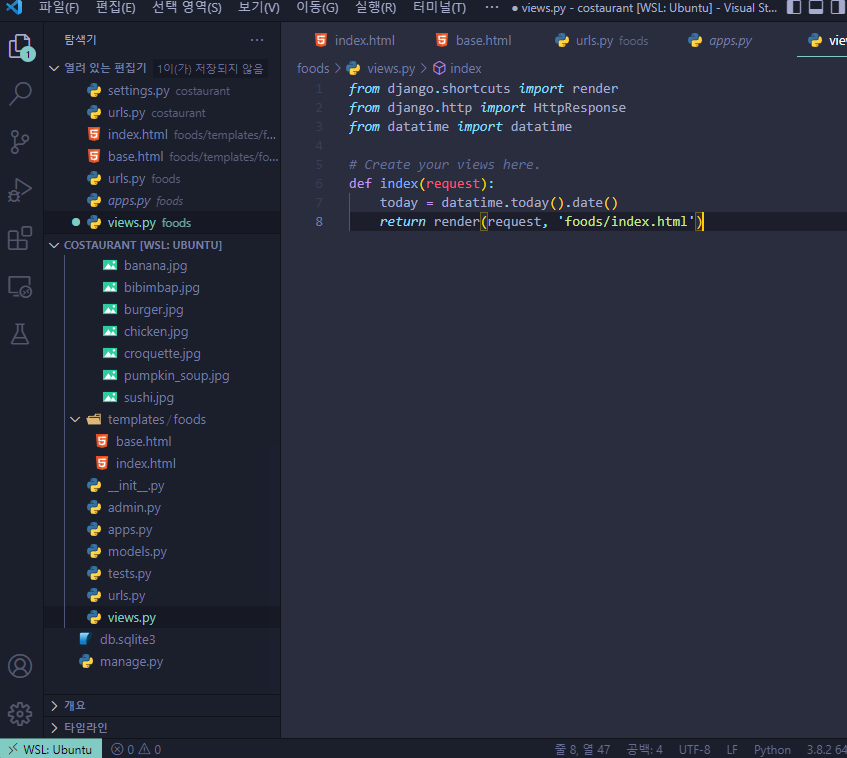 파일(F) 편집(E) 선택 영역(S) 보기(V) 이동(G) 실행(R) 터미널(T) ··· ● views.py - costaurant [WSL: Ubuntu] - Visual St...
탐색기 ···
index.html base.html urls.py foods apps.py
1
열려 있는 편집기 1이(가) 저장되지 않음
settings.py costaurant
urls.py costaurant
index.html foods/templates/f...
base.html foods/templates/fo...
urls.py foods
apps.py foods
views.py foods
COSTAURANT [WSL: UBUNTU]
banana.jpg
bibimbap.jpg
burger.jpg
chicken.jpg
croquette.jpg
pumpkin_soup.jpg
sushi.jpg
templates / foods
base.html
index.html
__init__.py
admin.py
apps.py
models.py
tests.py
urls.py
views.py
db.sqlite3
manage.py
개요
타임라인
foods > views.py > index
1 from django.shortcuts import render
2 from django.http import HttpResponse
3 from datatime import datatime
4
5 # Create your views here.
6 def index(request):
7 today = datatime.today().date()
8 return render(request, 'foods/index.html')
WSL: Ubuntu 0 0 줄 8, 열 47 공백: 4 UTF-8 LF Python 3.8.2 64